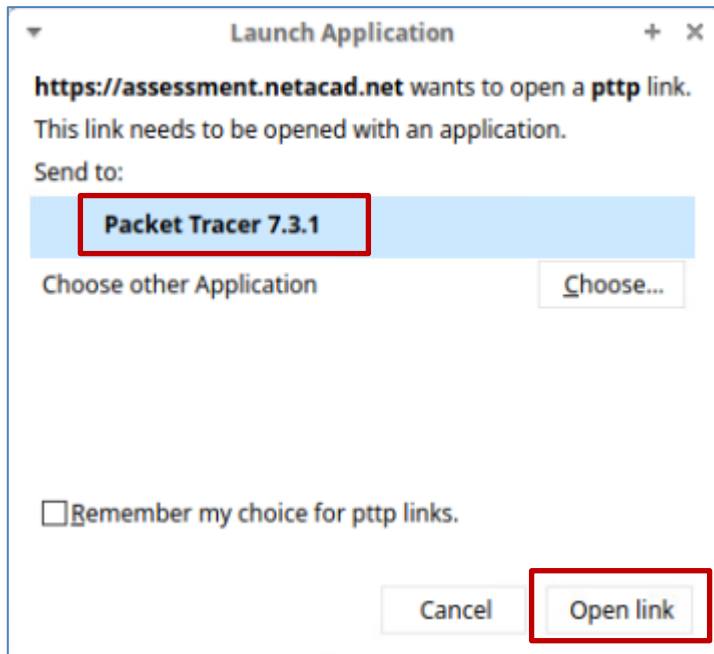 Launch Application
https://assessment.netacad.net wants to open a pttp link.
This link needs to be opened with an application.
Send to:
Packet Tracer 7.3.1
Choose other Application
Choose...
Remember my choice for pttp links.
Cancel
Open link